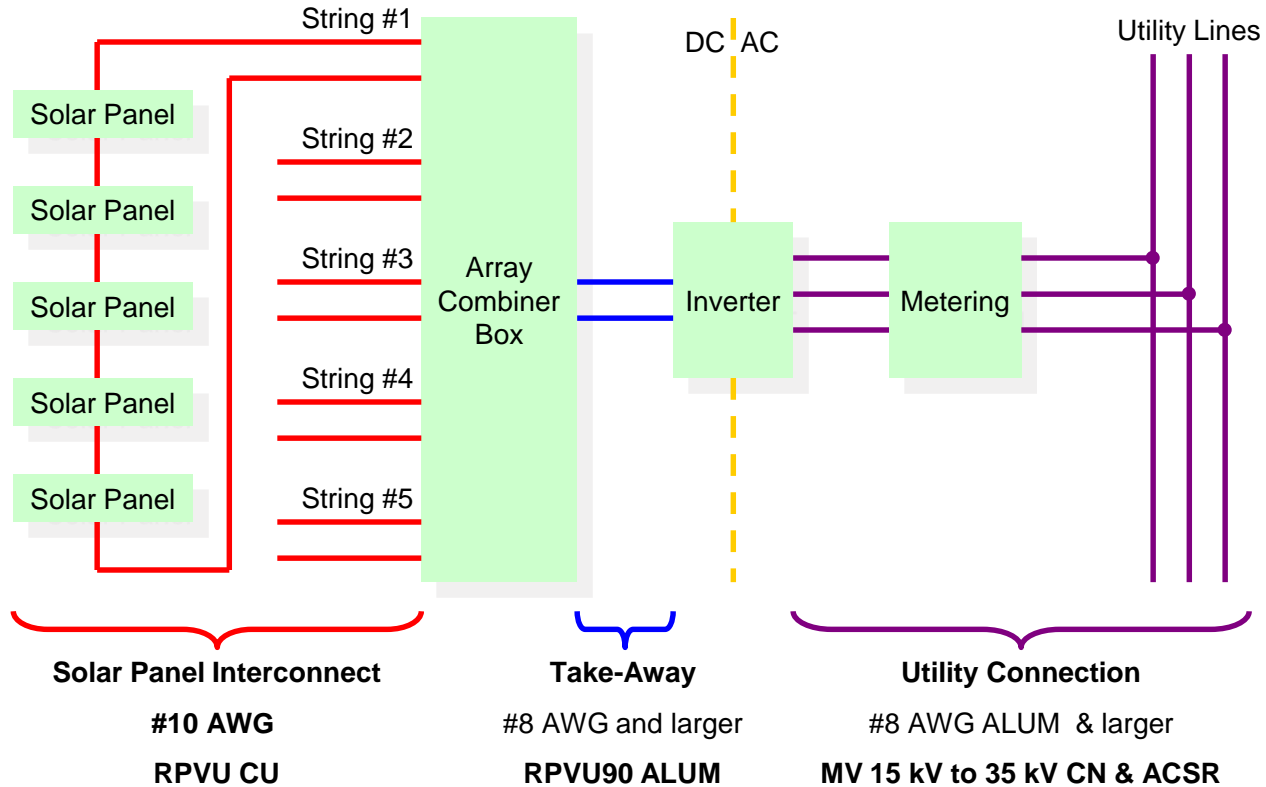 String #1
DC AC
Utility Lines
Solar Panel
String #2
Solar Panel
String #3
Array
Combiner
Box
Solar Panel
Inverter
Metering
String #4
Solar Panel
Solar Panel
String #5
Solar Panel Interconnect
#10 AWG
RPVU CU
Take-Away
#8 AWG and larger
RPVU90 ALUM
Utility Connection
#8 AWG ALUM & larger
MV 15 kV to 35 kV CN & ACSR